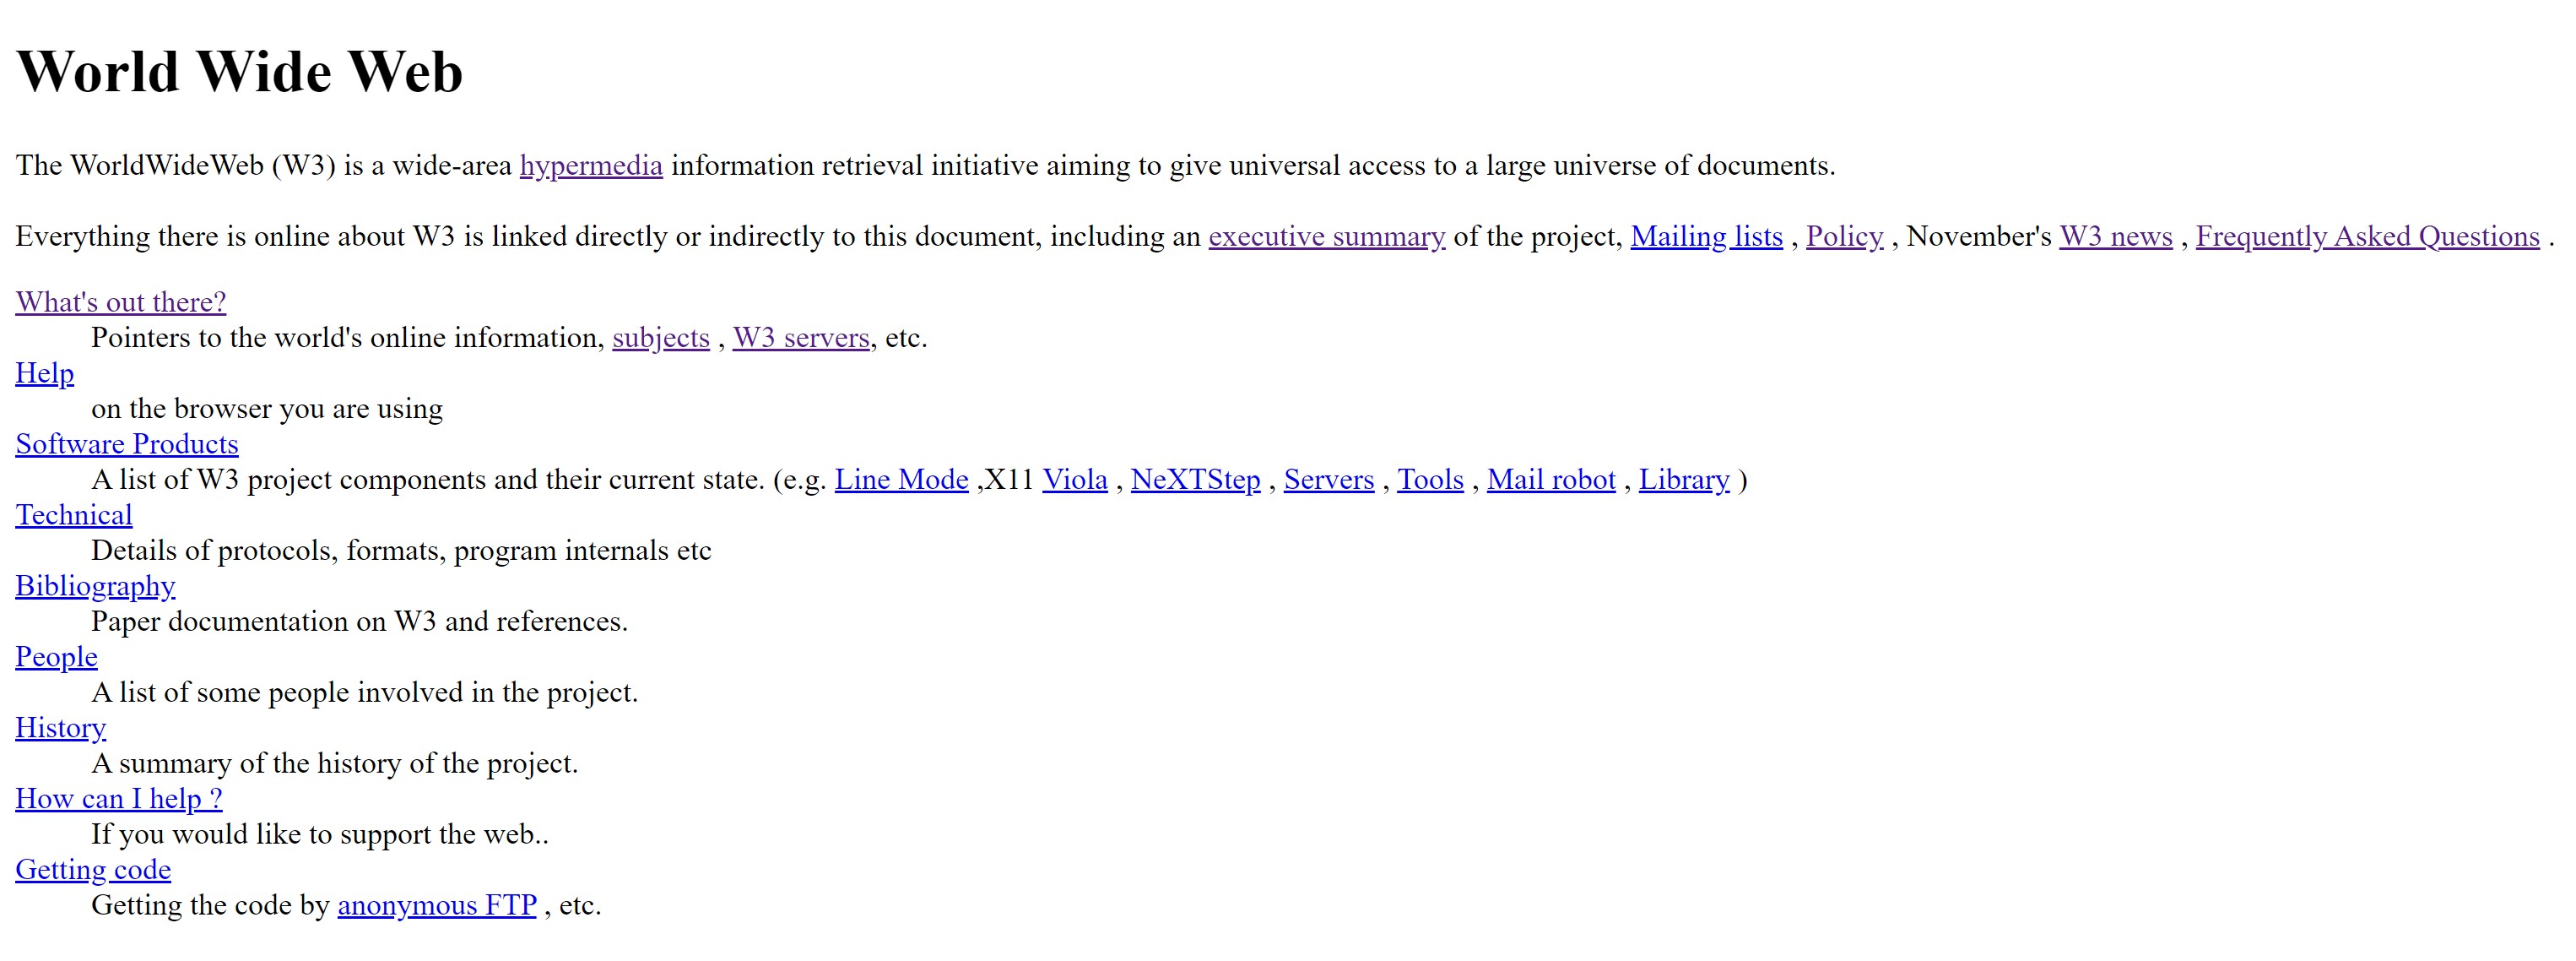 World Wide Web
The WorldWideWeb (W3) is a wide-area hypermedia information retrieval initiative aiming to give universal access to a large universe of documents.
Everything there is online about W3 is linked directly or indirectly to this document, including an executive summary of the project, Mailing lists , Policy , November's W3 news , Frequently Asked Questions .
What's out there?
Pointers to the world's online information, subjects , W3 servers, etc.
Help
on the browser you are using
Software Products
A list of W3 project components and their current state. (e.g. Line Mode ,X11 Viola , NeXTStep , Servers , Tools , Mail robot , Library )
Technical
Details of protocols, formats, program internals etc
Bibliography
Paper documentation on W3 and references.
People
A list of some people involved in the project.
History
A summary of the history of the project.
How can I help ?
If you would like to support the web..
Getting code
Getting the code by anonymous FTP , etc.